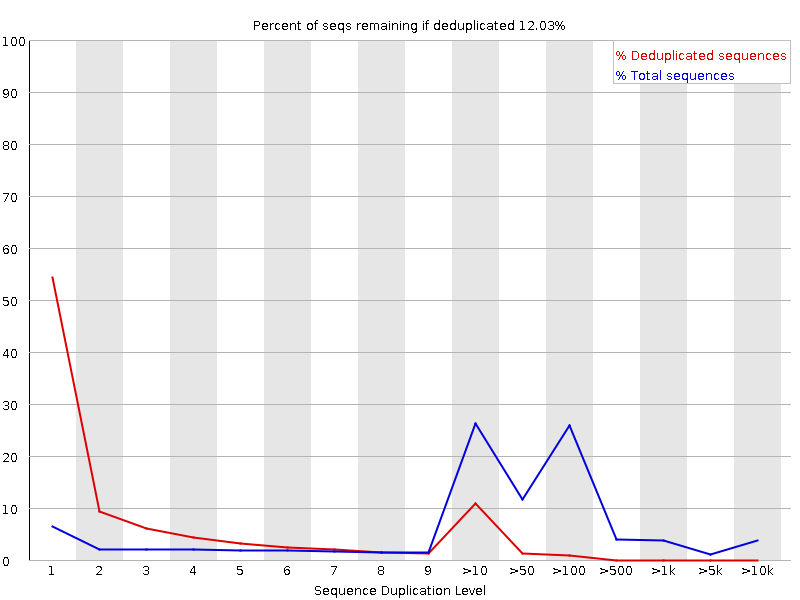 Percent of seqs remaining if deduplicated 12.03%
% Deduplicated sequences
% Total sequences
100
90
80
70
60
50
40
30
20
10
0
1 2 3 4 5 6 7 8 9 >10 >50 >100 >500 >1k >5k >10k
Sequence Duplication Level